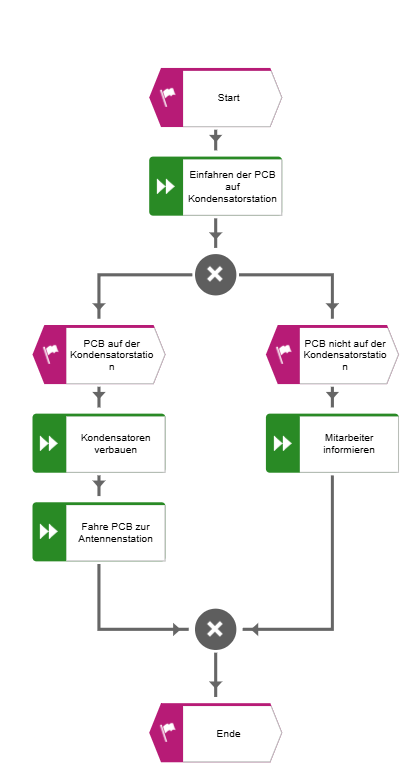 Start
Einfahren der PCB
auf
Kondensatorstation
PCB auf der
Kondensatorstatio
n
PCB nicht auf der
Kondensatorstatio
n
Kondensatoren
verbauen
Mitarbeiter
informieren
Fahre PCB zur
Antennenstation
Ende